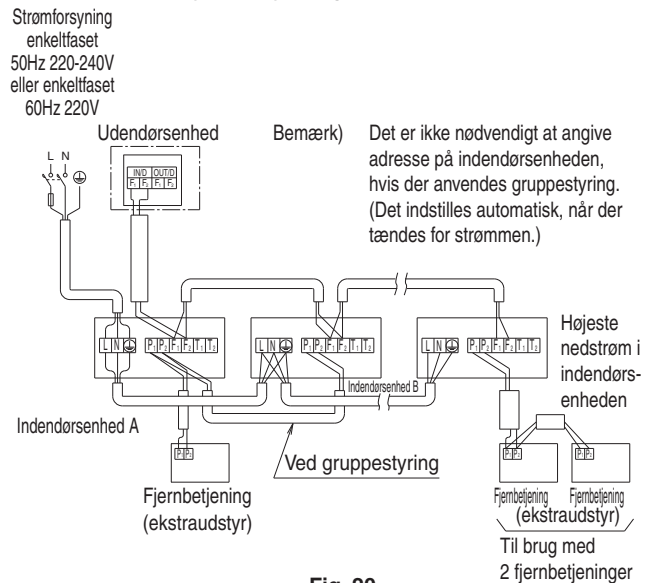 Strømforsyning
enkeltfaset
50Hz 220-240V
eller enkeltfaset
60Hz 220V
Udendørsenhed
Bemærk)
Det er ikke nødvendigt at angive
adresse på indendørsenheden,
hvis der anvendes gruppestyring.
(Det indstilles automatisk, når der
tændes for strømmen.)
L N
IN/D OUT/D
F1 F2 F1 F2
L N P1 P2 F1 F2 T1 T2
L N P1 P2 F1 F2 T1 T2
L N P1 P2 F1 F2 T1 T2
Højeste
nedstrøm i
indendørs-
enheden
Indendørsenhed B
Indendørsenhed A
P1 P2
Ved gruppestyring
P1 P2
P1 P2
Fjernbetjening
(ekstraudstyr)
Fjernbetjening Fjernbetjening
(ekstraudstyr)
Til brug med
2 fjernbetjeninger